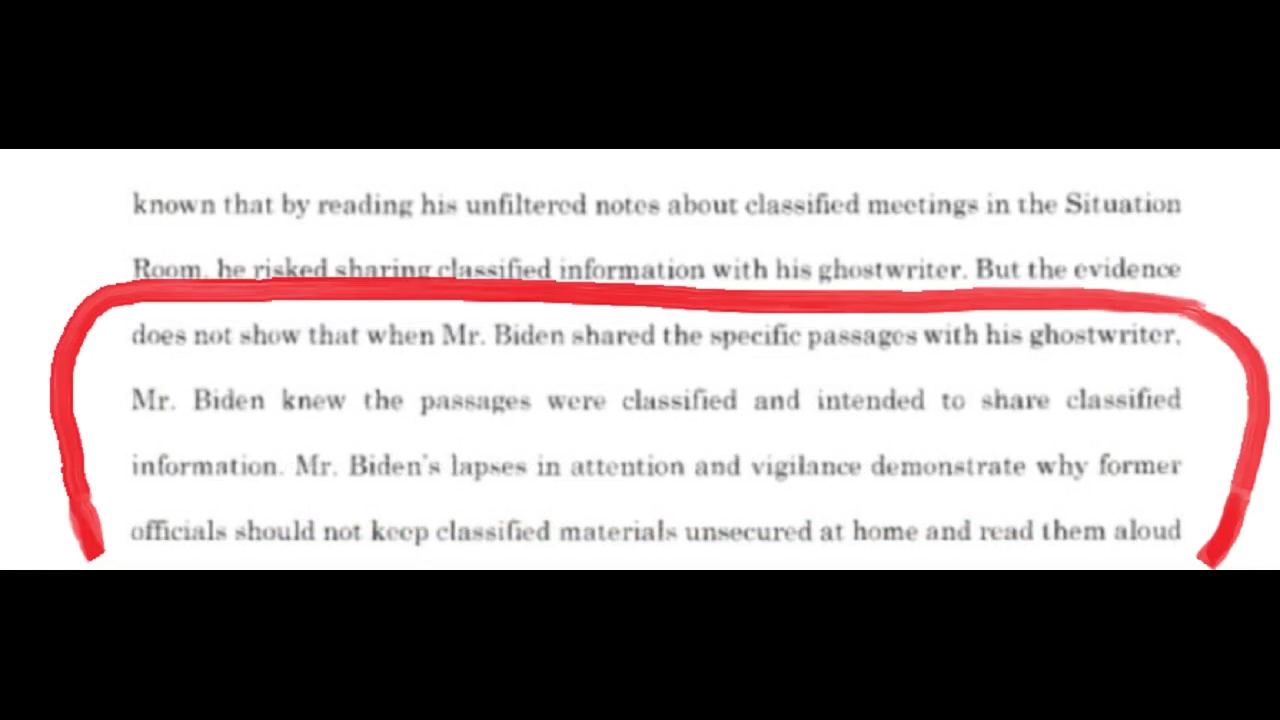 known that by reading his unfiltered notes about classified meetings in the Situation
Room, he risked sharing classified information with his ghostwriter. But the evidence
does not show that when Mr. Biden shared the specific passages with his ghostwriter,
Mr. Biden knew the passages were classified and intended to share classified
information. Mr. Biden's lapses in attention and vigilance demonstrate why former
officials should not keep classified materials unsecured at home and read them aloud